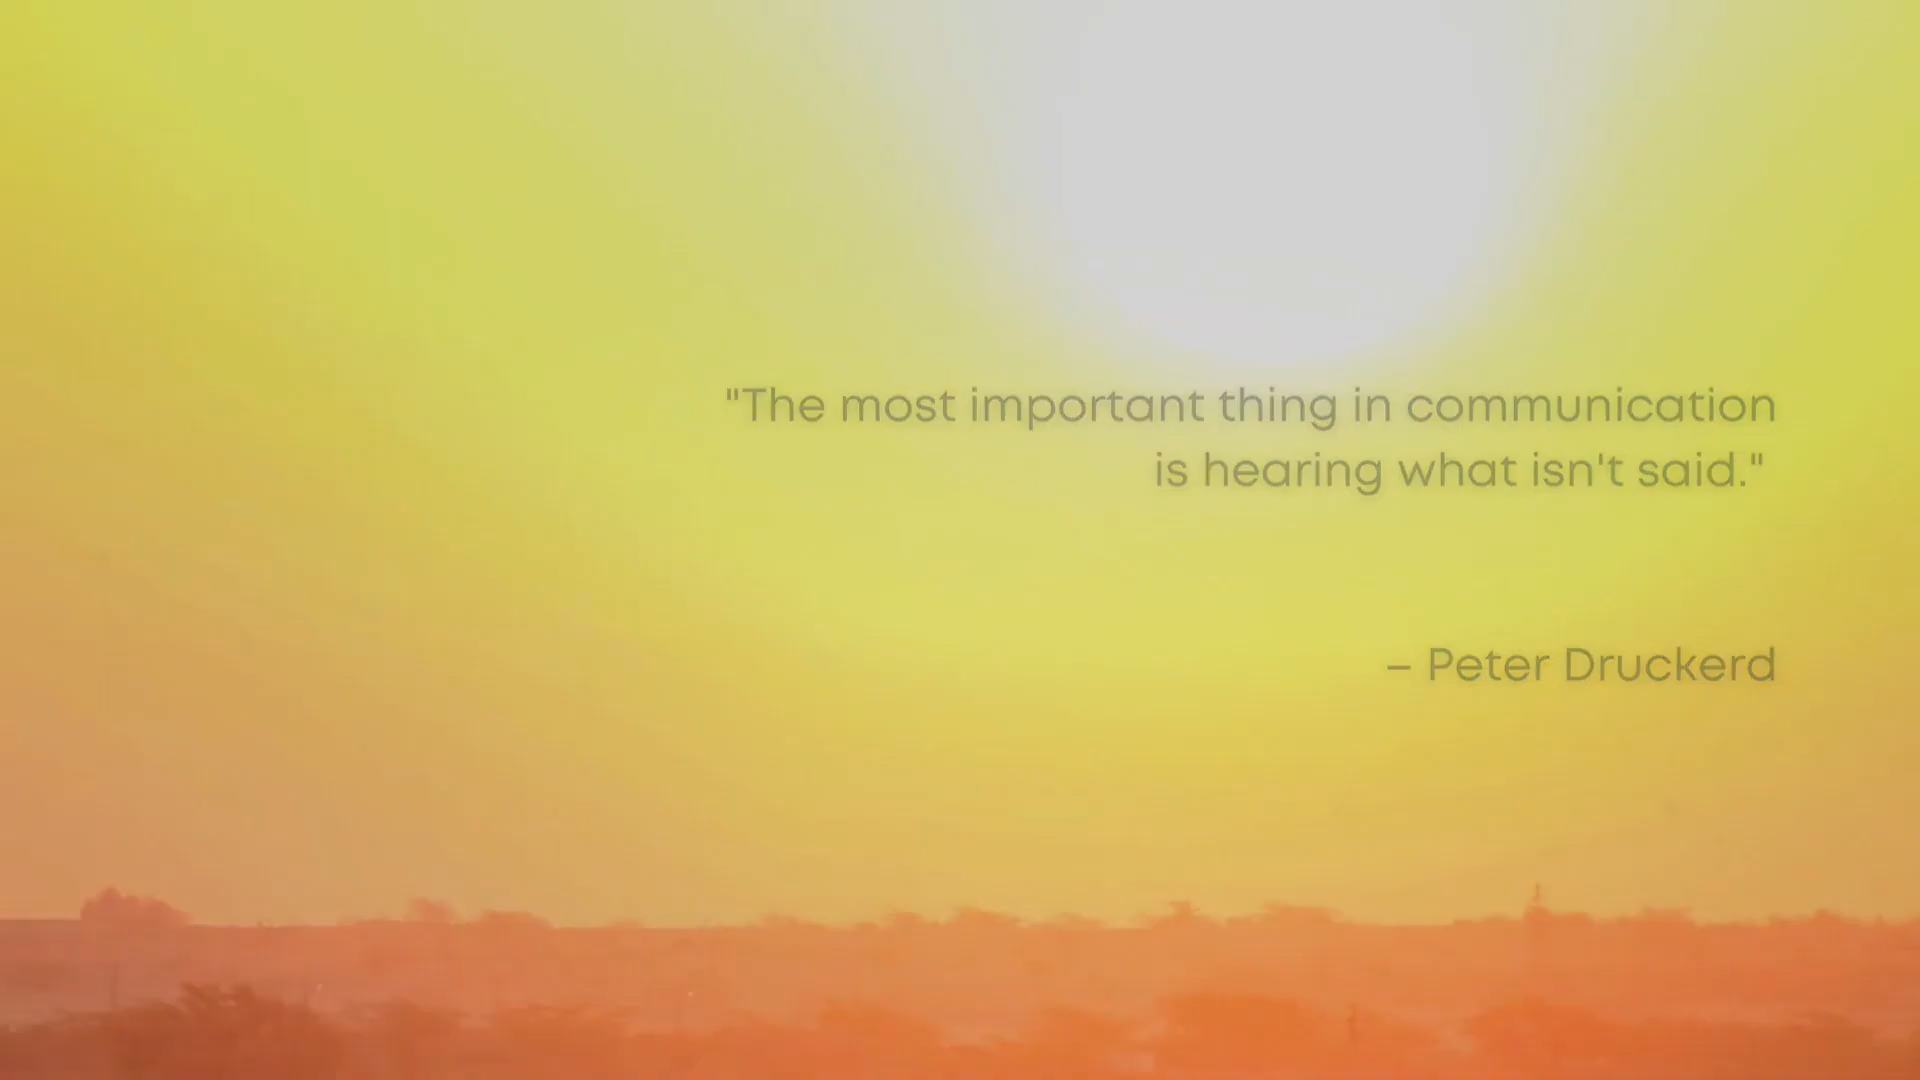 "The most important thing in communication
is hearing what isn't said."
– Peter Druckerd